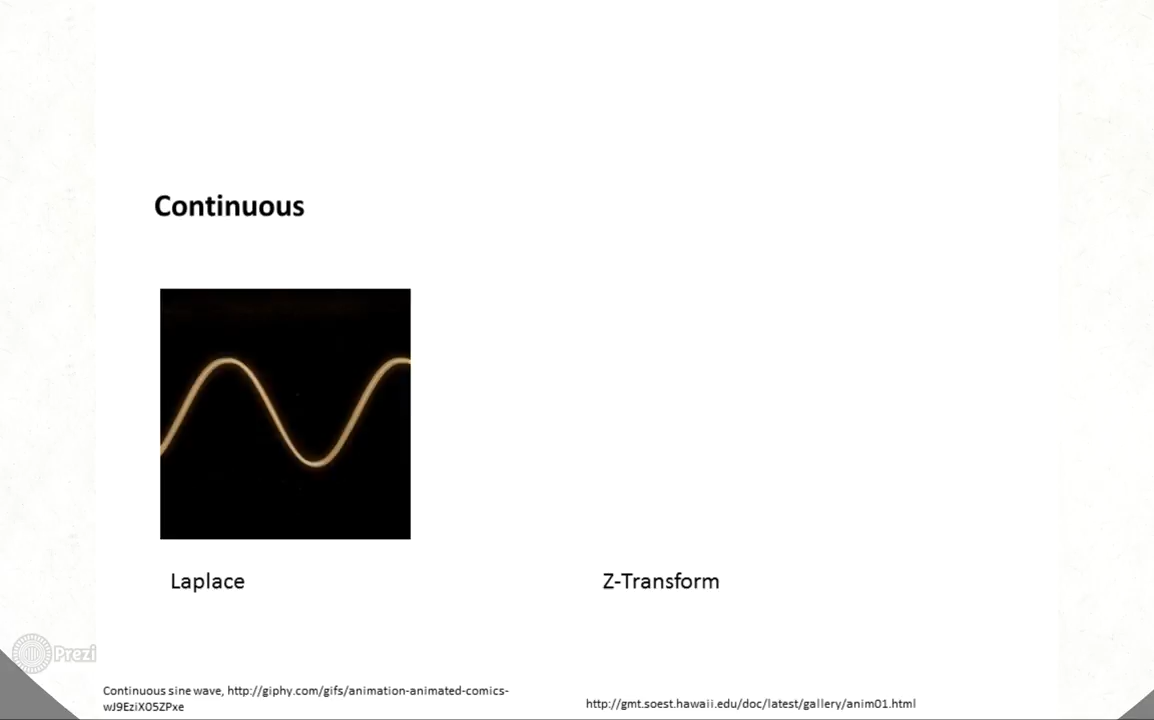 Continuous
Laplace
Z-Transform
Prezi
Continuous sine wave, http://giphy.com/gifs/animation-animated-comics-
wJ9EziXO5ZPxe
http://gmt.soest.hawaii.edu/doc/latest/gallery/anim01.html